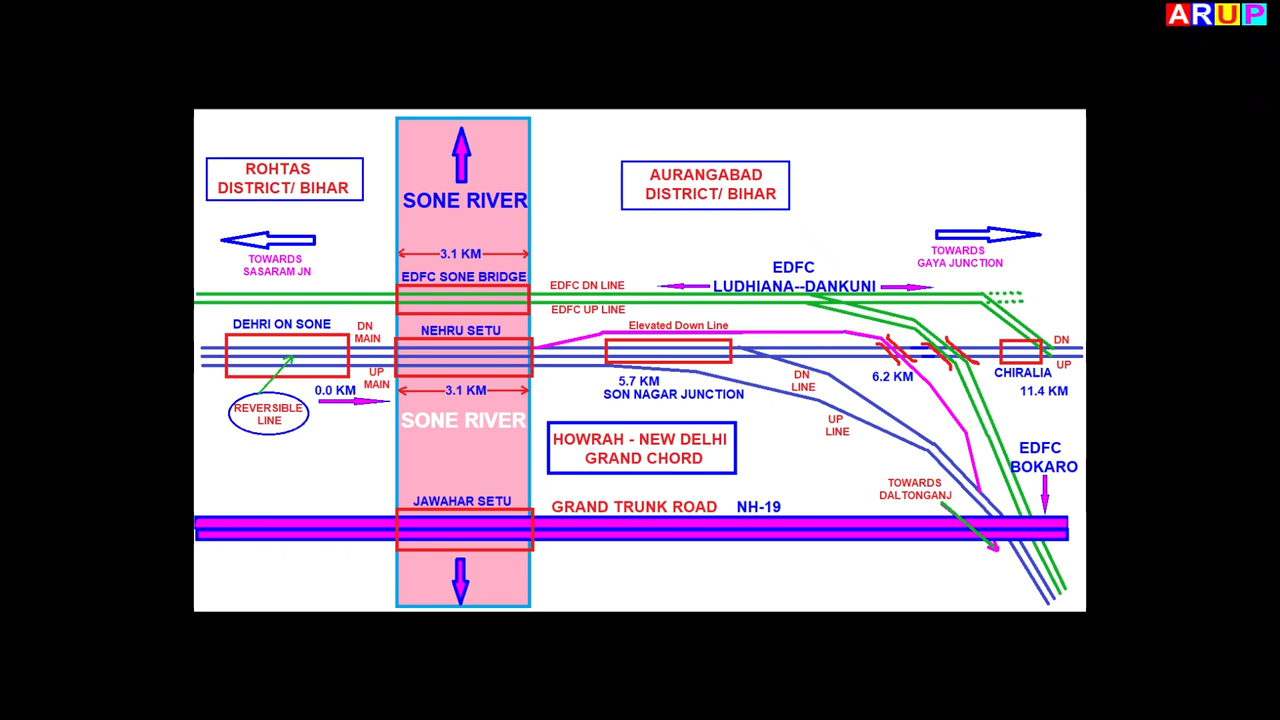 ARUP
ROHTAS
DISTRICT/ BIHAR
SONE RIVER
AURANGABAD
DISTRICT/ BIHAR
TOWARDS
SASARAM JN
3.1 KM
EDFC SONE BRIDGE
TOWARDS
GAYA JUNCTION
EDFC
LUDHIANA--DANKUNI
EDFC DN LINE
EDFC UP LINE
DEHRI ON SONE
DN
MAIN
NEHRU SETU
Elevated Down Line
DN
UP
UP
MAIN
0.0 KM
3.1 KM
REVERSIBLE
LINE
5.7 KM
SON NAGAR JUNCTION
DN
LINE
6.2 KM
CHIRALIA
11.4 KM
SONE RIVER
UP
LINE
HOWRAH - NEW DELHI
GRAND CHORD
EDFC
BOKARO
TOWARDS
DALTONGANJ
JAWAHAR SETU
GRAND TRUNK ROAD NH-19